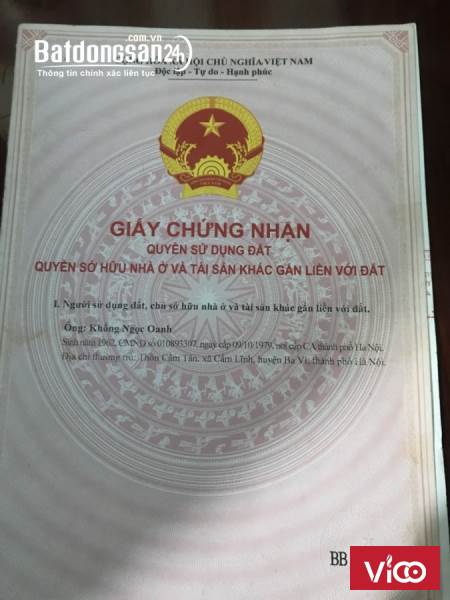 .com.vn
Batdongsan24h
Thông tin chính xác liên tục
HỘI CHỦ NGHĨA VIỆT NAM
Độc lập - Tự do - Hạnh phúc
GIẤY CHỨNG NHẬN
QUYỀN SỬ DỤNG ĐẤT
QUYỀN SỞ HỮU NHÀ Ở VÀ TÀI SẢN KHÁC GẮN LIỀN VỚI ĐẤT
I. Người sử dụng đất, chủ sở hữu nhà ở và tài sản khác gắn liền với đất.
Ông: Khổng Ngọc Oanh
Sinh năm 1962, CMND số 010893307, ngày cấp 09/10/1979, nơi cấp C.A thành phố Hà Nội.
Địa chỉ thường trú: Thôn Cẩm Tân, xã Cẩm Lĩnh, huyện Ba Vì, thành phố Hà Nội.
BB
Vicoo